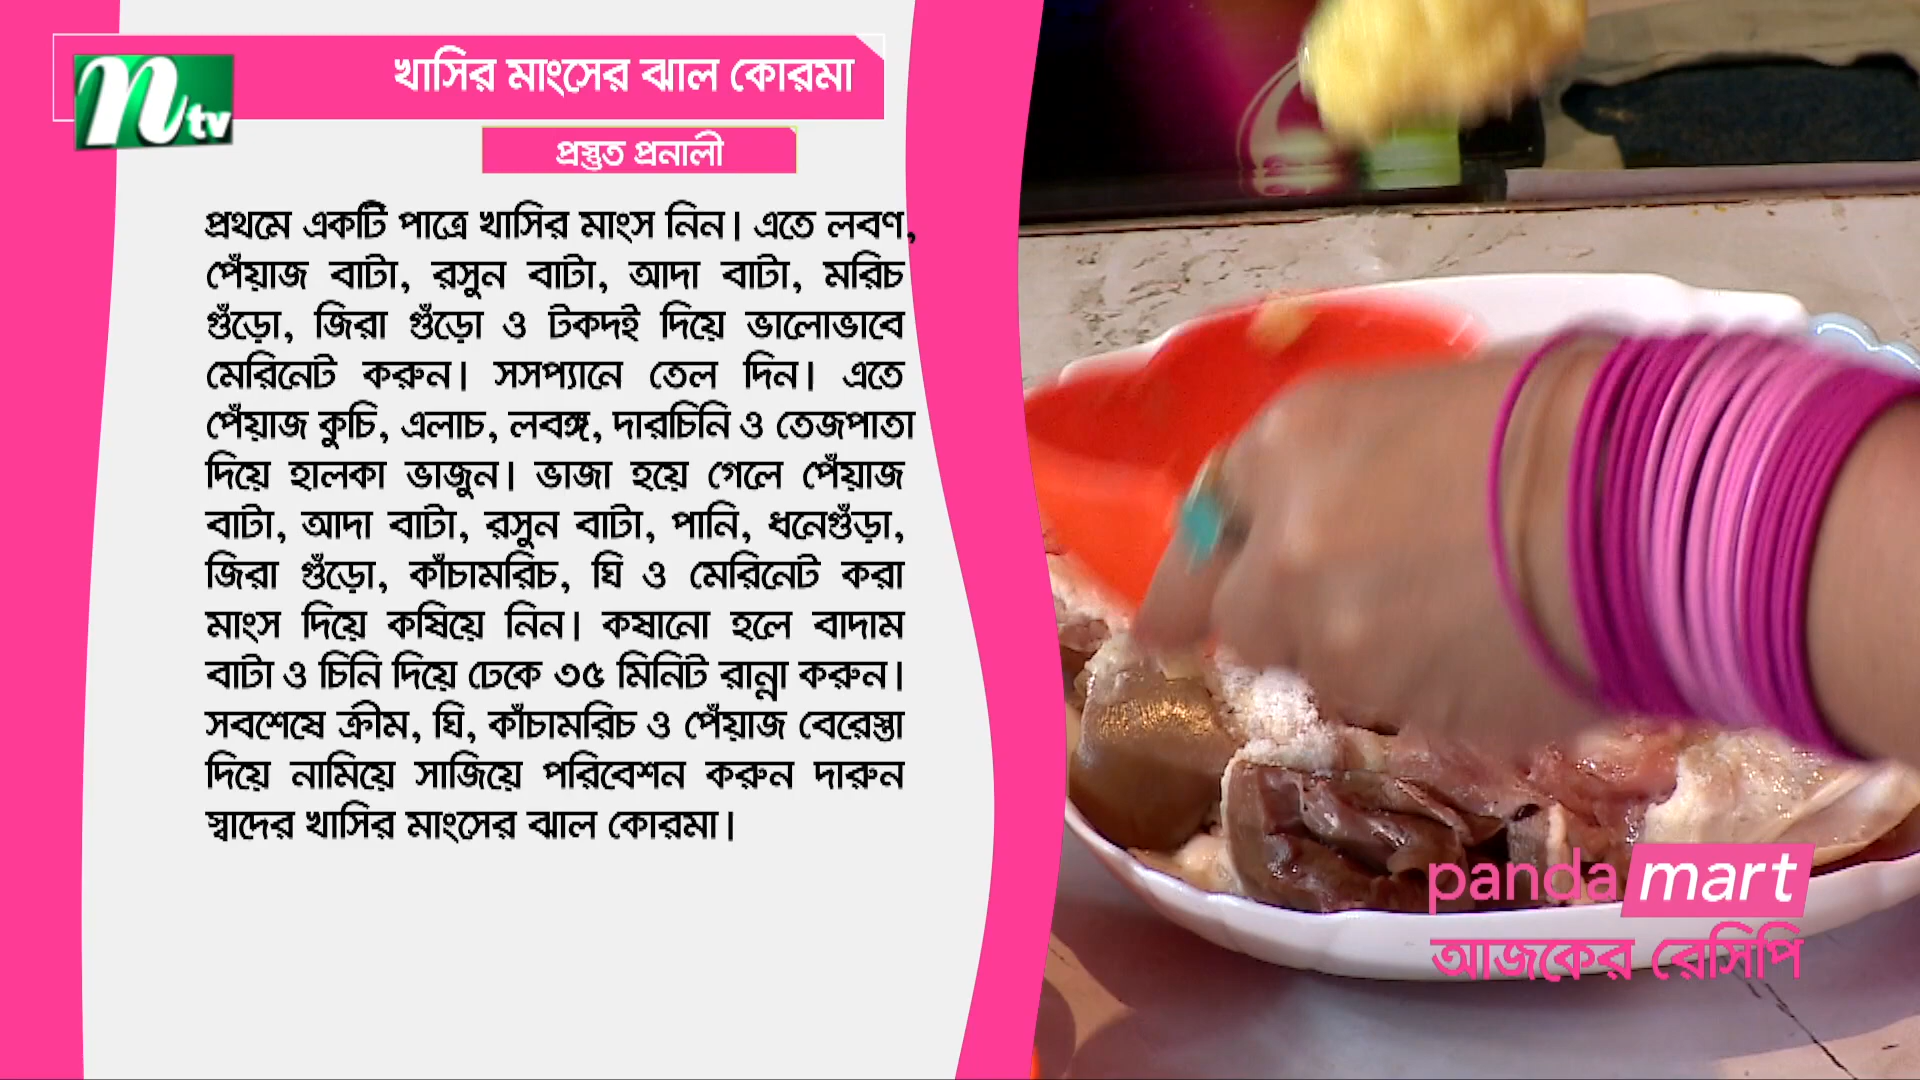 খাসির মাংসের ঝাল কোরমা
ntv
প্রস্তুত প্রনালী
প্রথমে একটি পাত্রে খাসির মাংস নিন। এতে লবণ,
পেঁয়াজ বাটা, রসুন বাটা, আদা বাটা, মরিচ
গুঁড়ো, জিরা গুঁড়ো ও টকদই দিয়ে ভালোভাবে
মেরিনেট করুন। সসপ্যানে তেল দিন। এতে
পেঁয়াজ কুচি, এলাচ, লবঙ্গ, দারচিনি ও তেজপাতা
দিয়ে হালকা ভাজুন। ভাজা হয়ে গেলে পেঁয়াজ
বাটা, আদা বাটা, রসুন বাটা, পানি, ধনেগুঁড়া,
জিরা গুঁড়ো, কাঁচামরিচ, ঘি ও মেরিনেট করা
মাংস দিয়ে কষিয়ে নিন। কষানো হলে বাদাম
বাটা ও চিনি দিয়ে ঢেকে ৩৫ মিনিট রান্না করুন।
সবশেষে ক্রীম, ঘি, কাঁচামরিচ ও পেঁয়াজ বেরেস্তা
দিয়ে নামিয়ে সাজিয়ে পরিবেশন করুন দারুন
স্বাদের খাসির মাংসের ঝাল কোরমা।
panda mart
আজকের রেসিপি